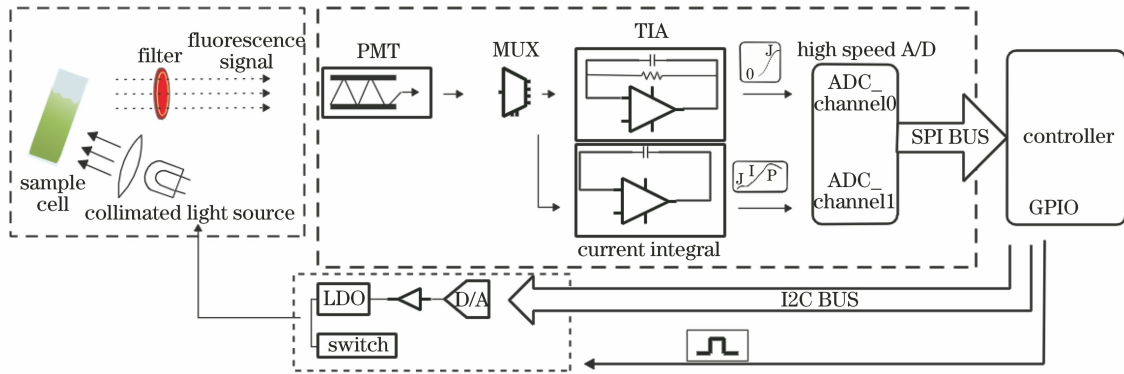 filter
fluorescence
signal
sample
cell
collimated light source
PMT
MUX
TIA
0
J
current integral
J
I
P
high speed A/D
ADC_
channel0
ADC_
channel1
SPI BUS
controller
GPIO
LDO
D/A
switch
I2C BUS